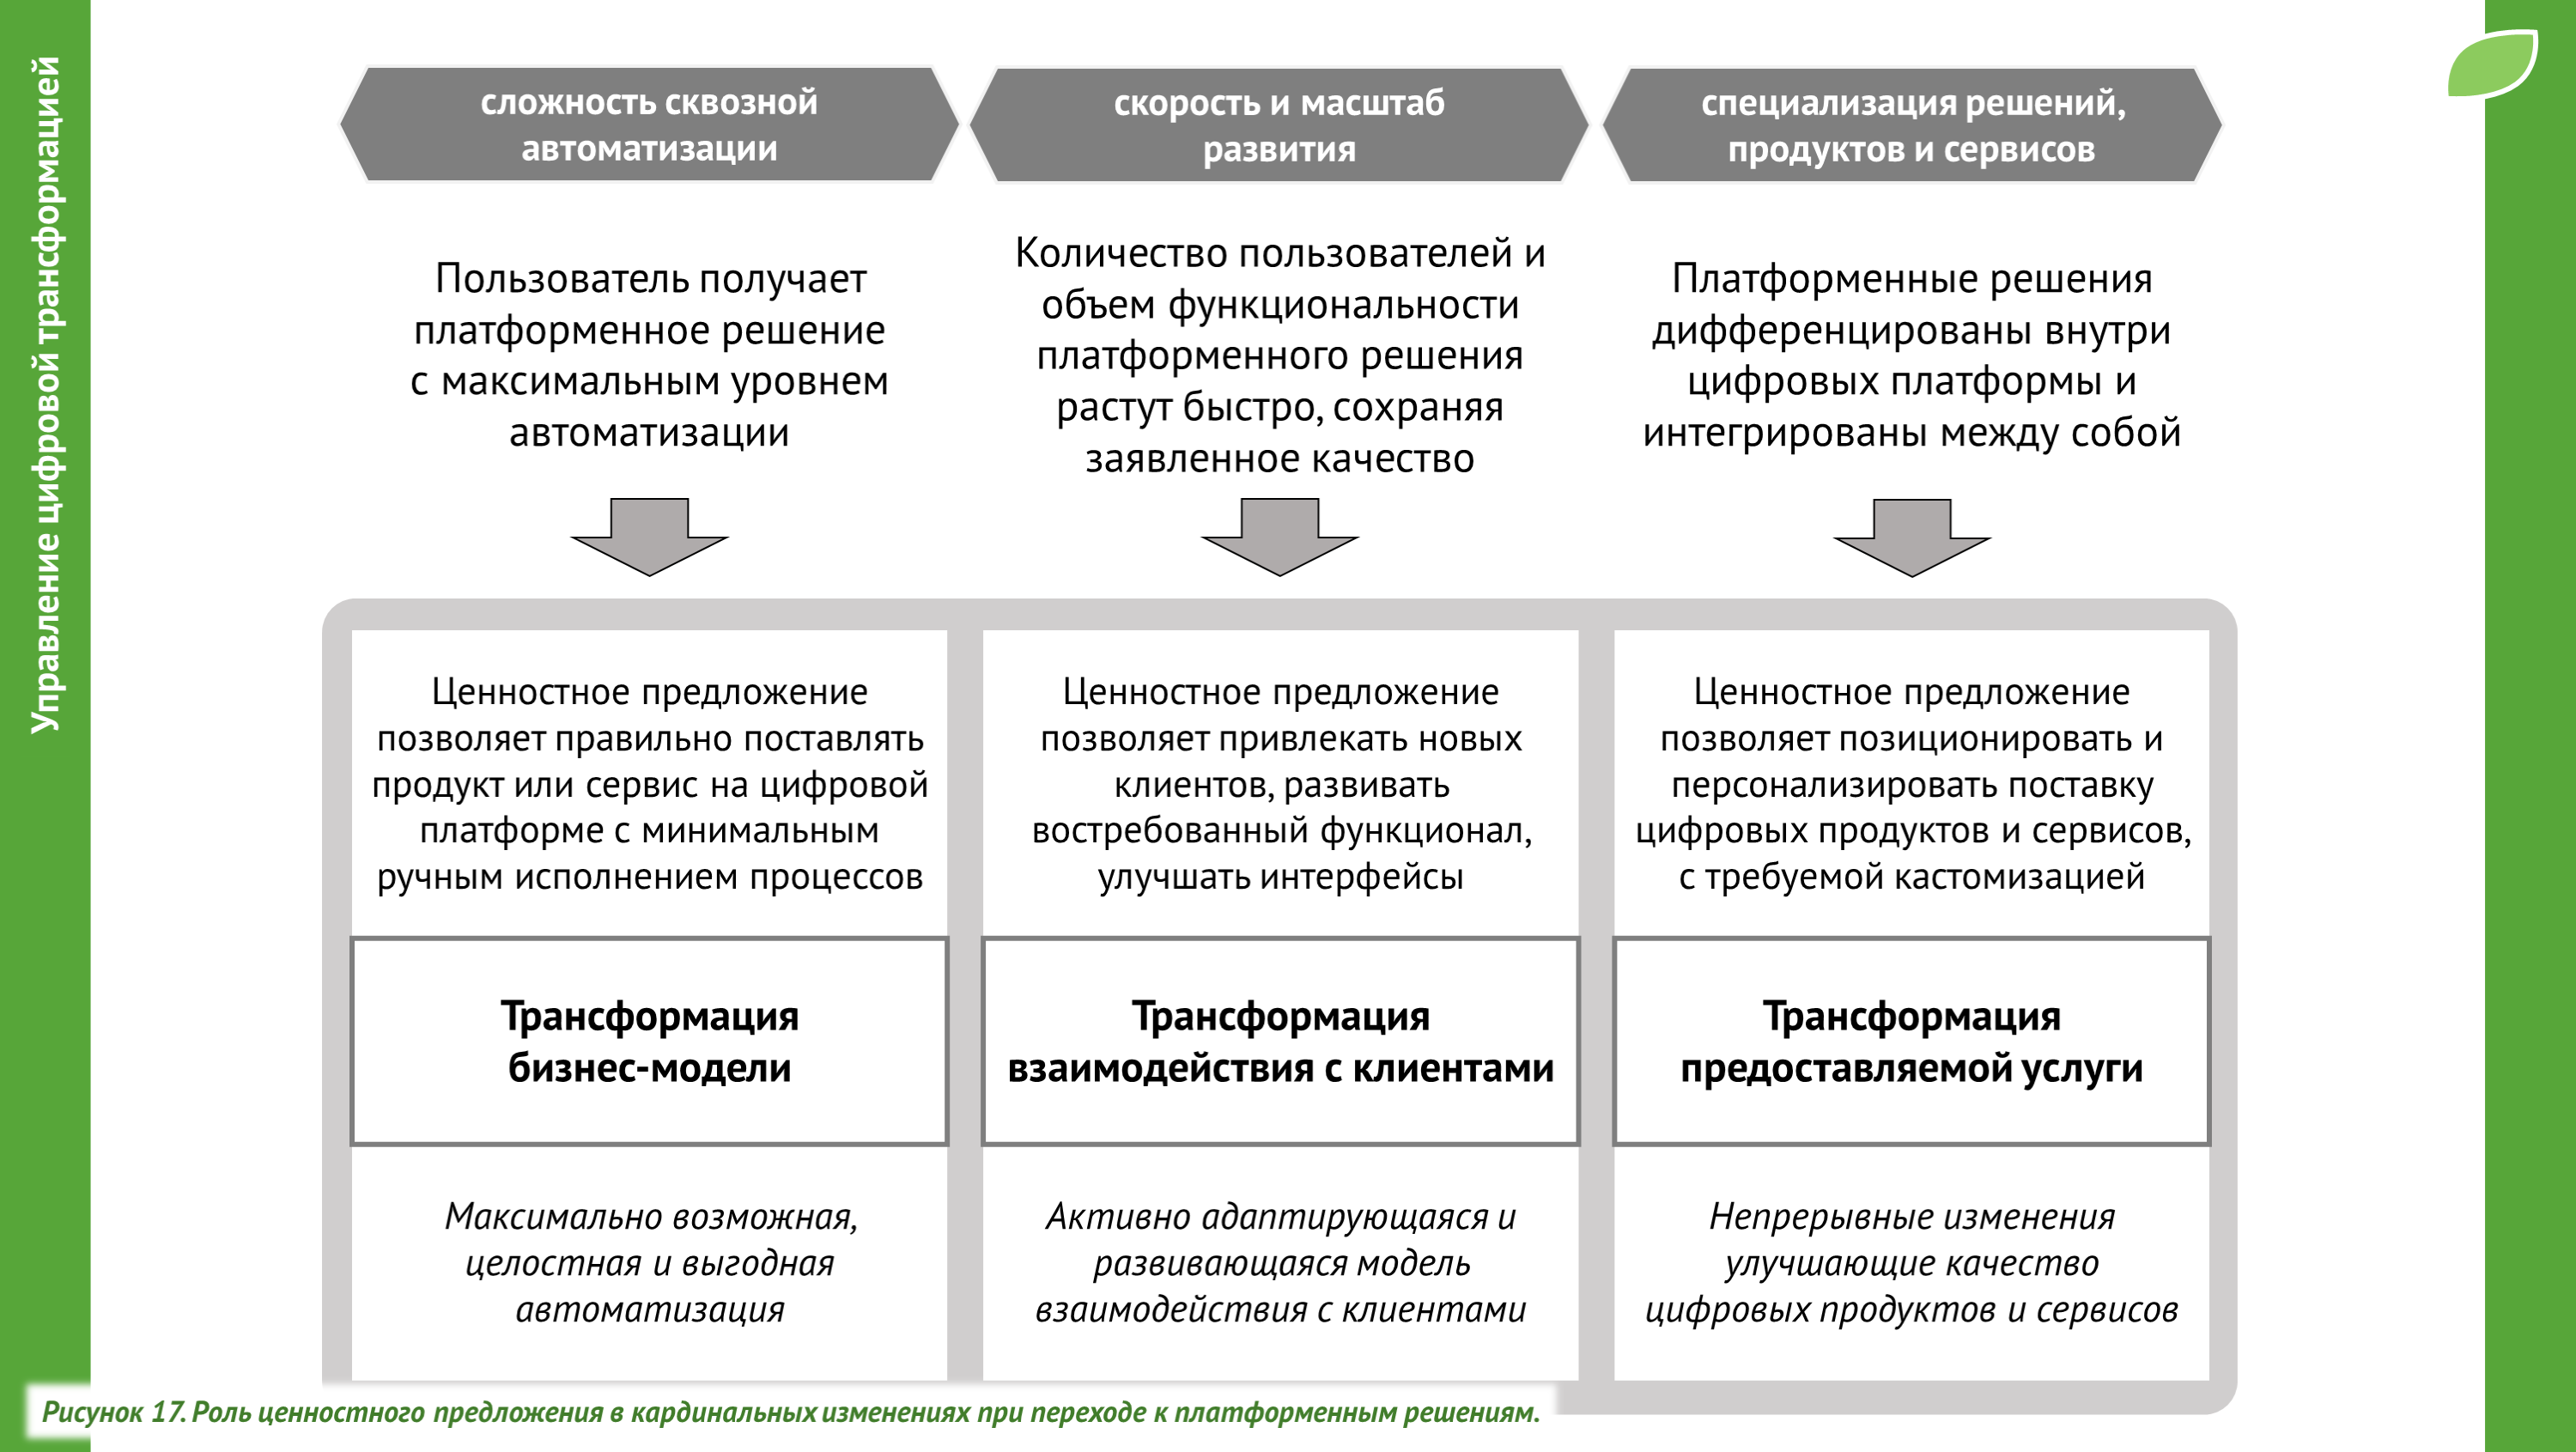 Управление цифровой трансформацией
сложность сквозной
автоматизации
скорость и масштаб
развития
специализация решений,
продуктов и сервисов
Пользователь получает
платформенное решение
с максимальным уровнем
автоматизации
Количество пользователей и
объем функциональности
платформенного решения
растут быстро, сохраняя
заявленное качество
Платформенные решения
дифференцированы внутри
цифровых платформы и
интегрированы между собой
Ценностное предложение
позволяет правильно поставлять
продукт или сервис на цифровой
платформе с минимальным
ручным исполнением процессов
Ценностное предложение
позволяет привлекать новых
клиентов, развивать
востребованный функционал,
улучшать интерфейсы
Ценностное предложение
позволяет позиционировать и
персонализировать поставку
цифровых продуктов и сервисов,
с требуемой кастомизацией
Трансформация
бизнес-модели
Трансформация
взаимодействия с клиентами
Трансформация
предоставляемой услуги
Максимально возможная,
целостная и выгодная
автоматизация
Активно адаптирующаяся и
развивающаяся модель
взаимодействия с клиентами
Непрерывные изменения
улучшающие качество
цифровых продуктов и сервисов
Рисунок 17. Роль ценностного предложения в кардинальных изменениях при переходе к платформенным решениям.